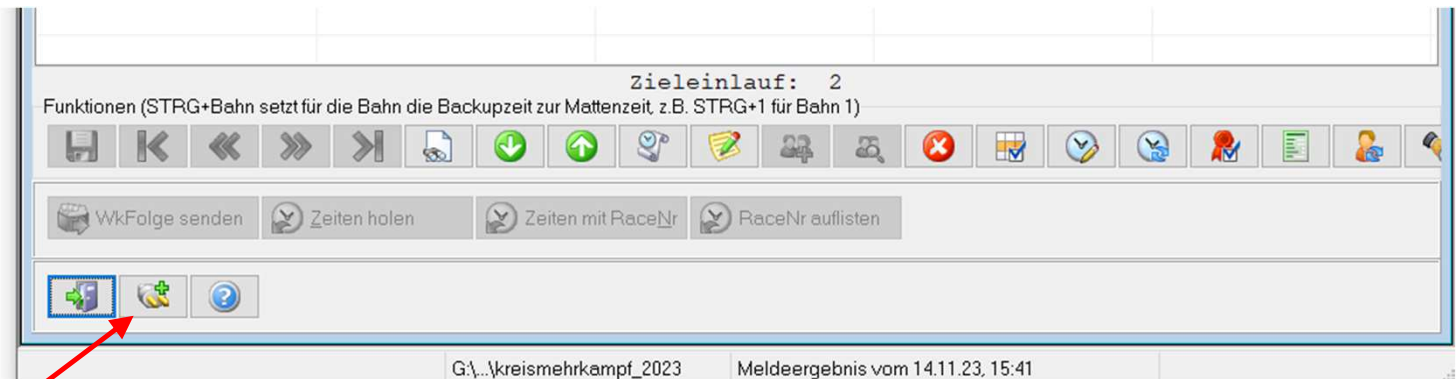 Zieleinlauf: 2
Funktionen (STRG+Bahn setzt für die Bahn die Backupzeit zur Mattenzeit, z.B. STRG+1 für Bahn 1)
WkFolge senden Zeiten holen Zeiten mit RaceNr RaceNr auflisten
G:\...\kreismehrkampf_2023 Meldeergebnis vom 14.11.23, 15:41